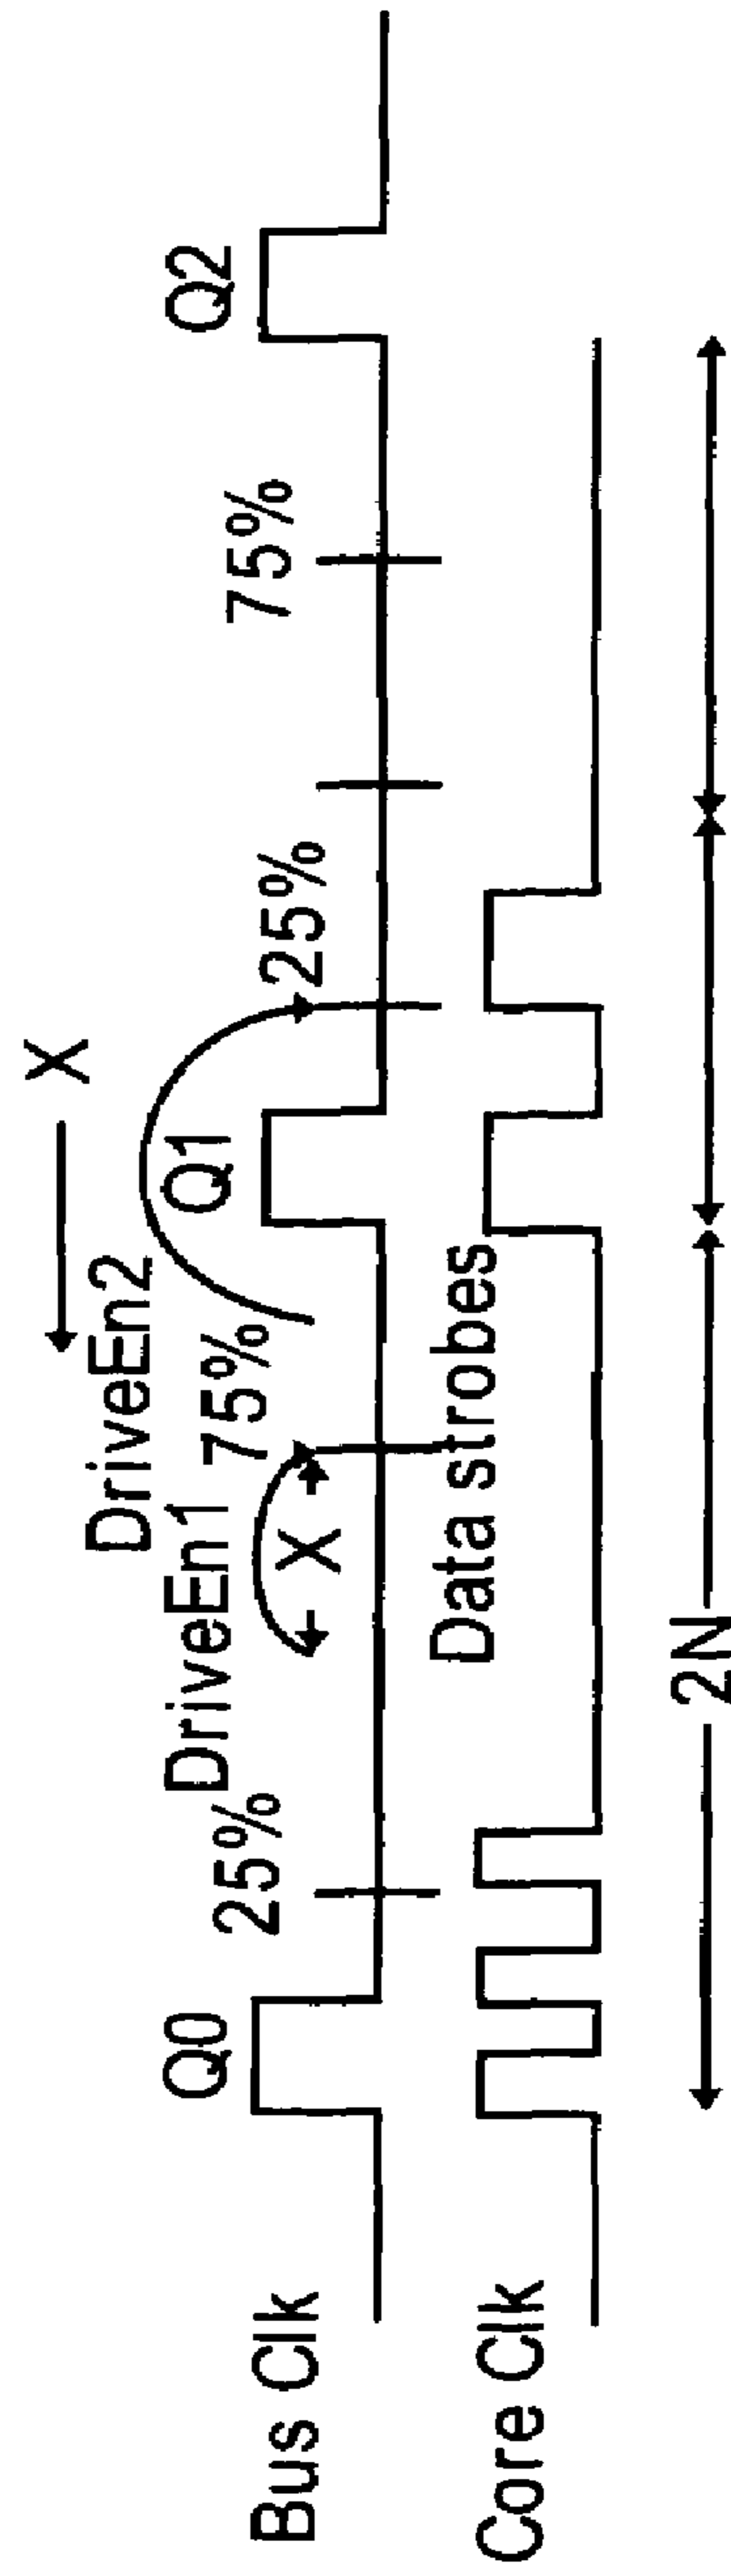 X
DriveEn2
Q0
25%
DriveEn1
75%
Q1
25%
75%
Q2
X
Bus Clk
Data strobes
Core Clk
2N